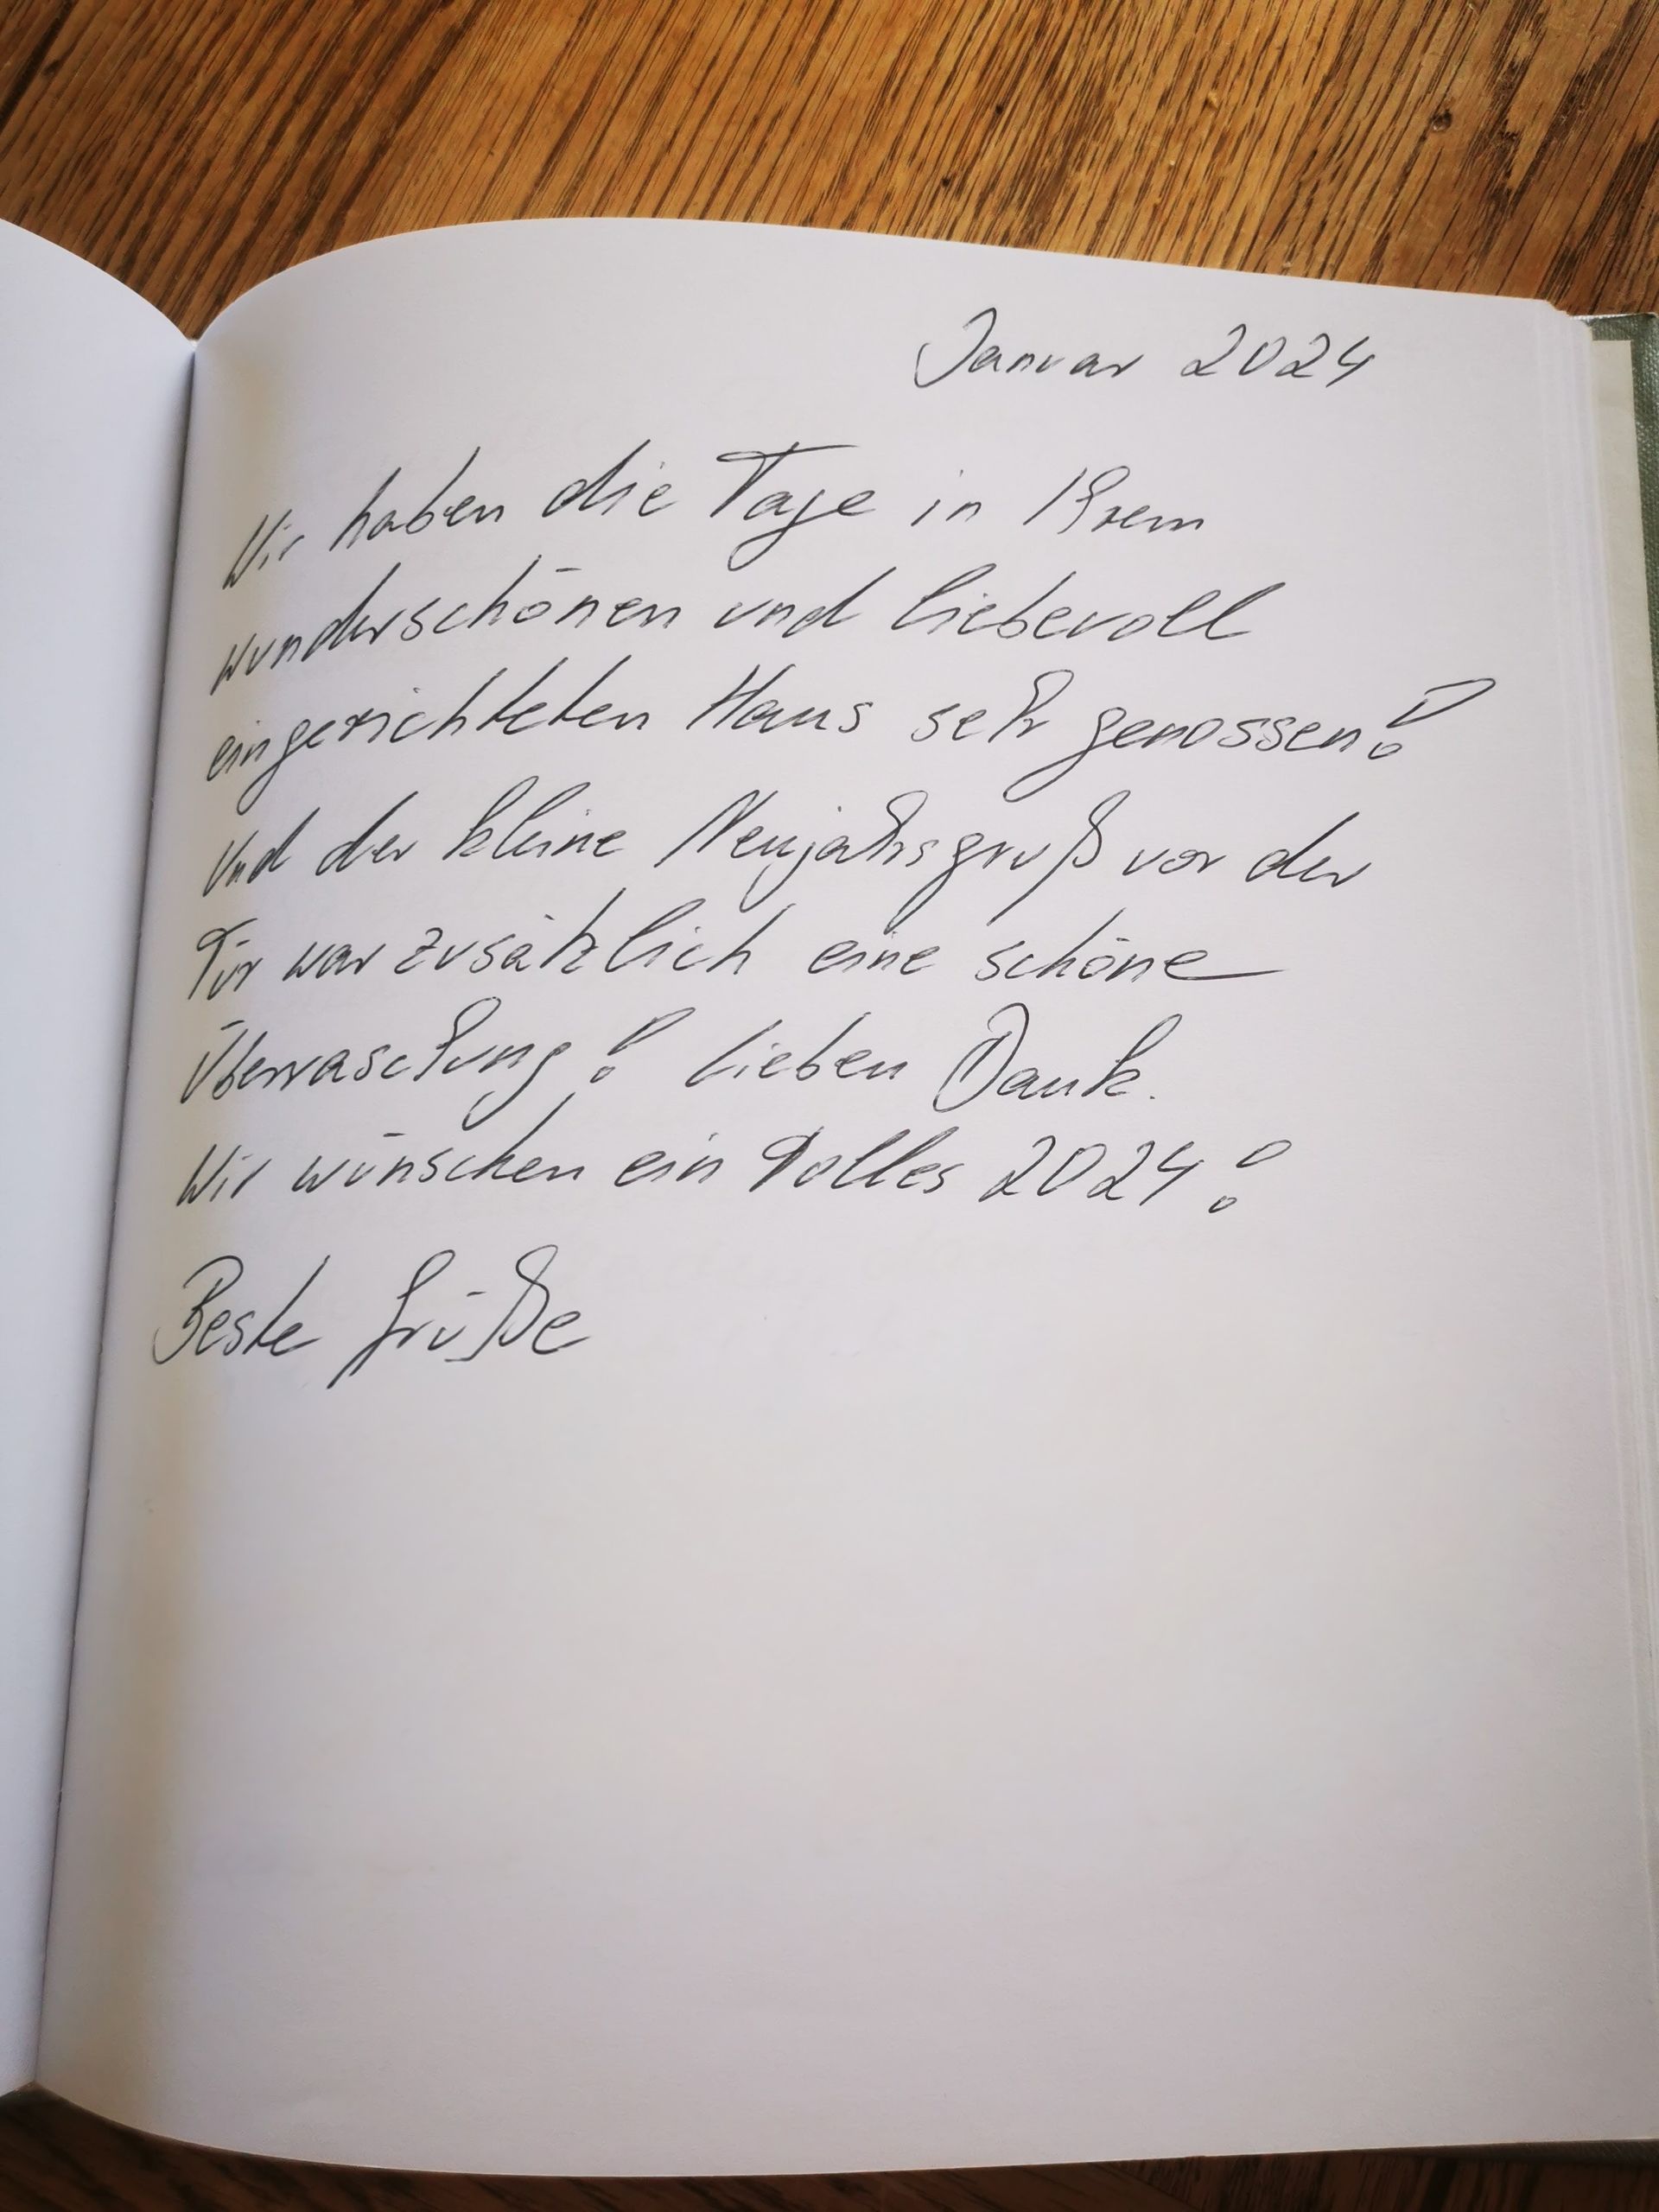 Januar 2024
Wir haben die Tage in Ihrem
wunderschönen und liebevoll
eingerichteten Haus sehr genossen!
Und der kleine Neujahrsgruß vor der
Tür war zusätzlich eine schöne
Überraschung! Lieben Dank.
Wir wünschen ein Tolles 2024!
Beste Grüße